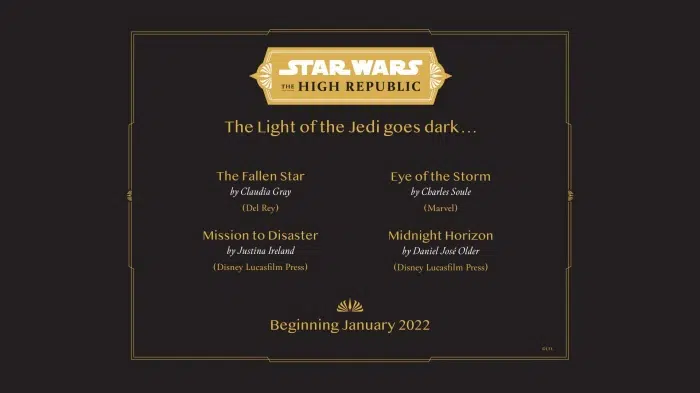 STAR WARS
THE HIGH REPUBLIC
The Light of the Jedi goes dark...
The Fallen Star
by Claudia Gray
(Del Rey)
Eye of the Storm
by Charles Soule
(Marvel)
Mission to Disaster
by Justina Ireland
(Disney Lucasfilm Press)
Midnight Horizon
by Daniel José Older
(Disney Lucasfilm Press)
Beginning January 2022